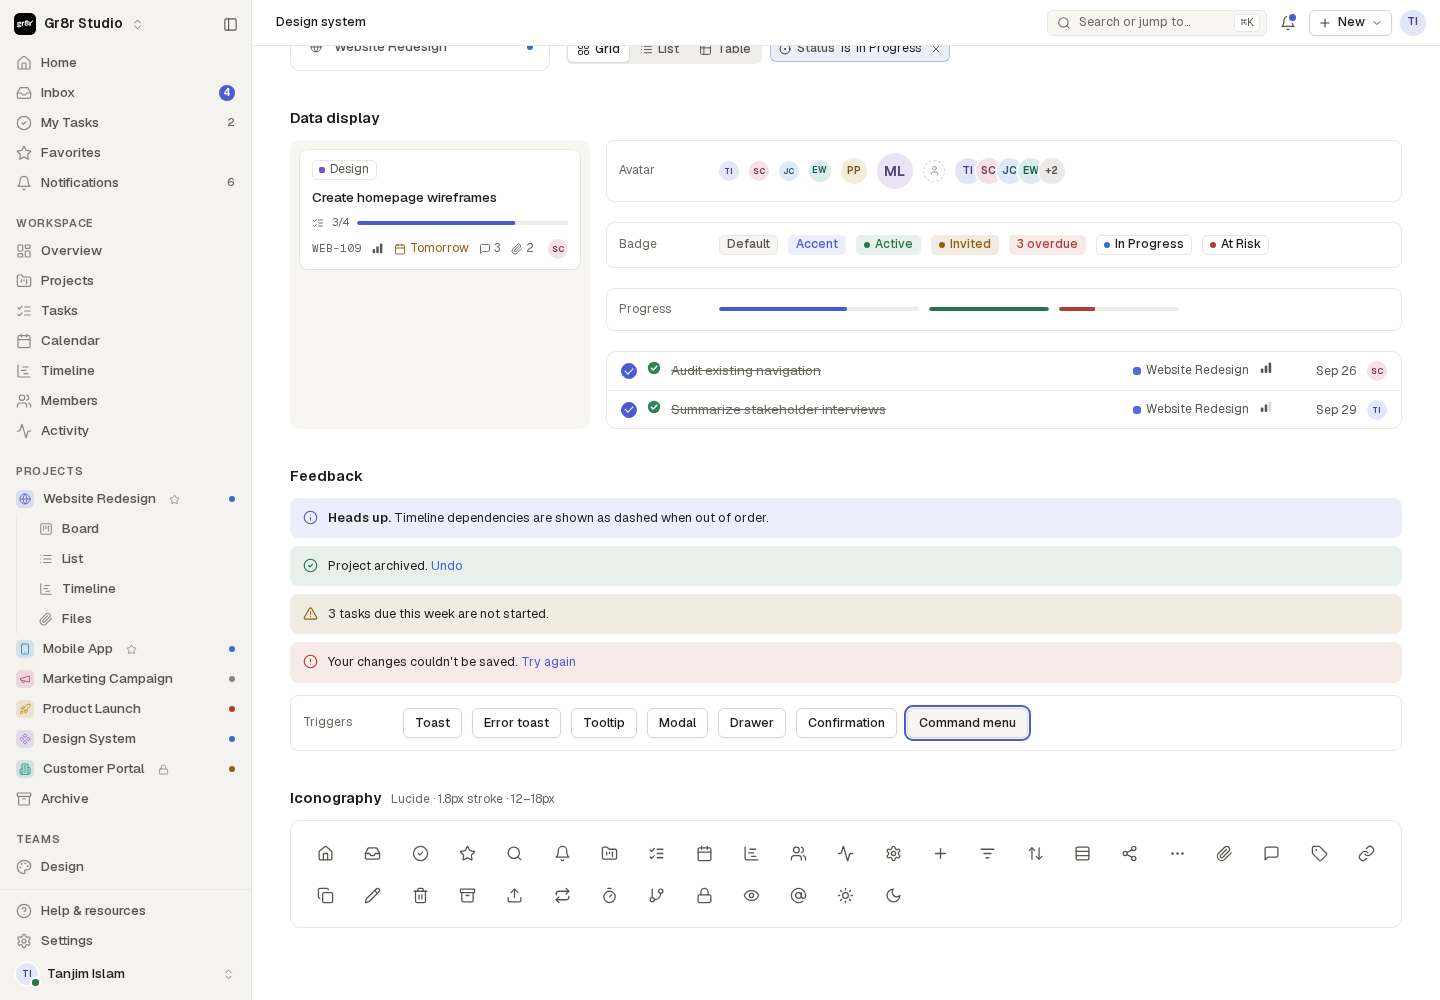 gr8r
Gr8r Studio
Home
Inbox
4
My Tasks
2
Favorites
Notifications
6
WORKSPACE
Overview
Projects
Tasks
Calendar
Timeline
Members
Activity
PROJECTS
Website Redesign
Board
List
Timeline
Files
Mobile App
Marketing Campaign
Product Launch
Design System
Customer Portal
Archive
TEAMS
Design
Help & resources
Settings
TI
Tanjim Islam
Design system
Search or jump to...
⌘K
New
TI
Website Redesign
Grid
List
Table
Status is In Progress
Data display
Design
Create homepage wireframes
3/4
WEB-109
Tomorrow
3
2
SC
Avatar
TI
SC
JC
EW
PP
ML
TI
SC
JC
EW
+2
Badge
Default
Accent
Active
Invited
3 overdue
In Progress
At Risk
Progress
Audit existing navigation
Website Redesign
Sep 26
SC
Summarize stakeholder interviews
Website Redesign
Sep 29
TI
Feedback
Heads up. Timeline dependencies are shown as dashed when out of order.
Project archived. Undo
3 tasks due this week are not started.
Your changes couldn't be saved. Try again
Triggers
Toast
Error toast
Tooltip
Modal
Drawer
Confirmation
Command menu
Iconography
Lucide · 1.8px stroke · 12–18px